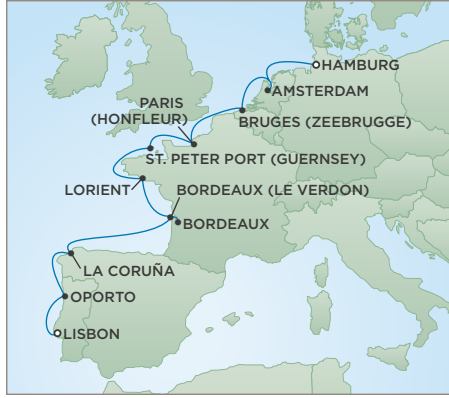 HAMBURG
AMSTERDAM
PARIS
(HONFLEUR)
BRUGES (ZEEBRUGGE)
ST. PETER PORT (GUERNSEY)
LORIENT
BORDEAUX (LE VERDON)
BORDEAUX
LA CORUÑA
OPORTO
LISBON